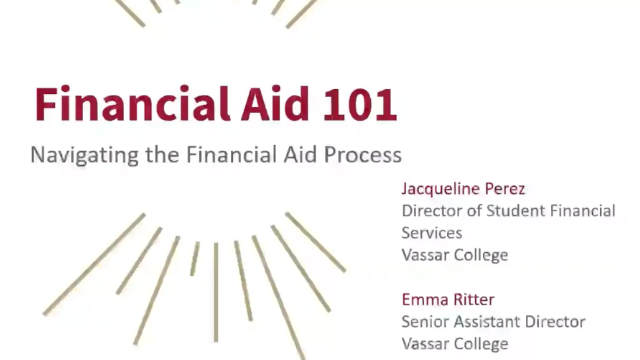 Financial Aid 101
Navigating the Financial Aid Process
Jacqueline Perez
Director of Student Financial
Services
Vassar College
Emma Ritter
Senior Assistant Director
Vassar College